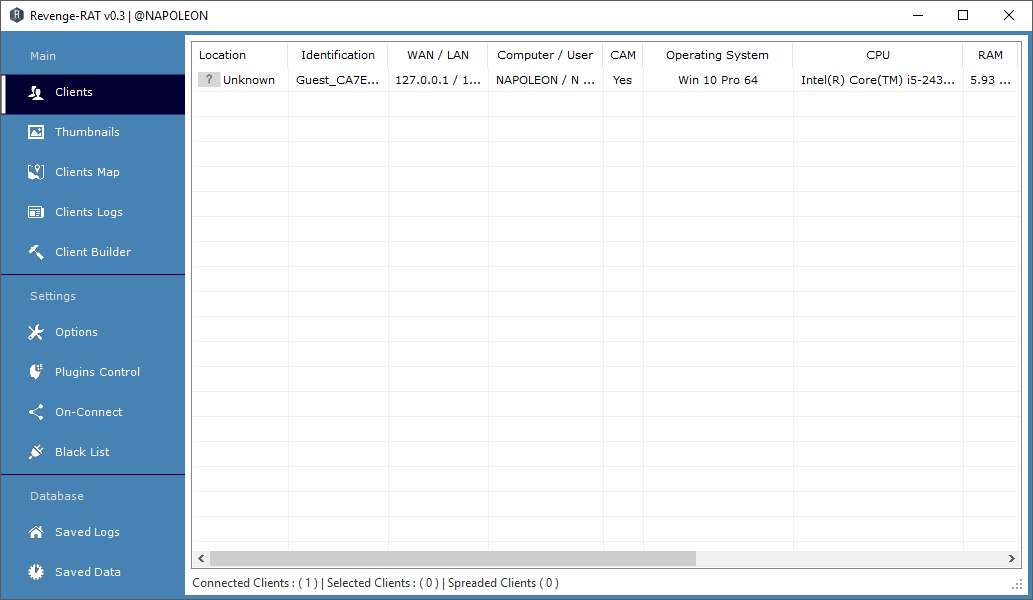 Revenge-RAT v0.3 | @NAPOLEON
Main
Clients
Thumbnails
Clients Map
Clients Logs
Client Builder
Settings
Options
Plugins Control
On-Connect
Black List
Database
Saved Logs
Saved Data
Location Identification WAN / LAN Computer / User CAM Operating System CPU RAM
? Unknown Guest_CA7E... 127.0.0.1 / 1... NAPOLEON / N ... Yes Win 10 Pro 64 Intel(R) Core(TM) i5-243... 5.93 ...
Connected Clients : ( 1 ) | Selected Clients : ( 0 ) | Spreaded Clients ( 0 )